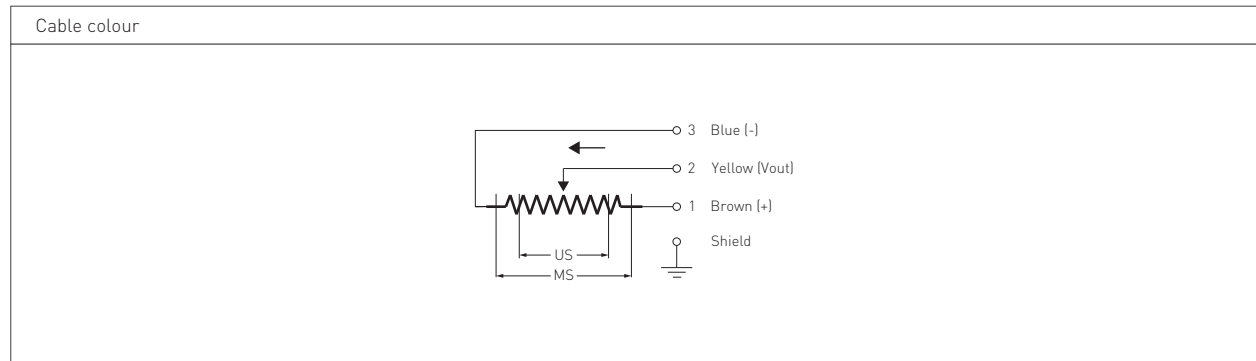 Cable colour
3 Blue (-)
2 Yellow (Vout)
1 Brown (+)
Shield
US
MS